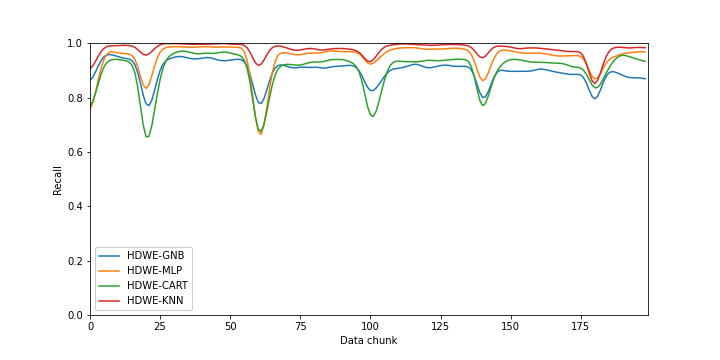 1.0
0.8
0.6
0.4
0.2
0.0
Recall
HDWE-GNB
HDWE-MLP
HDWE-CART
HDWE-KNN
0 25 50 75 100 125 150 175
Data chunk